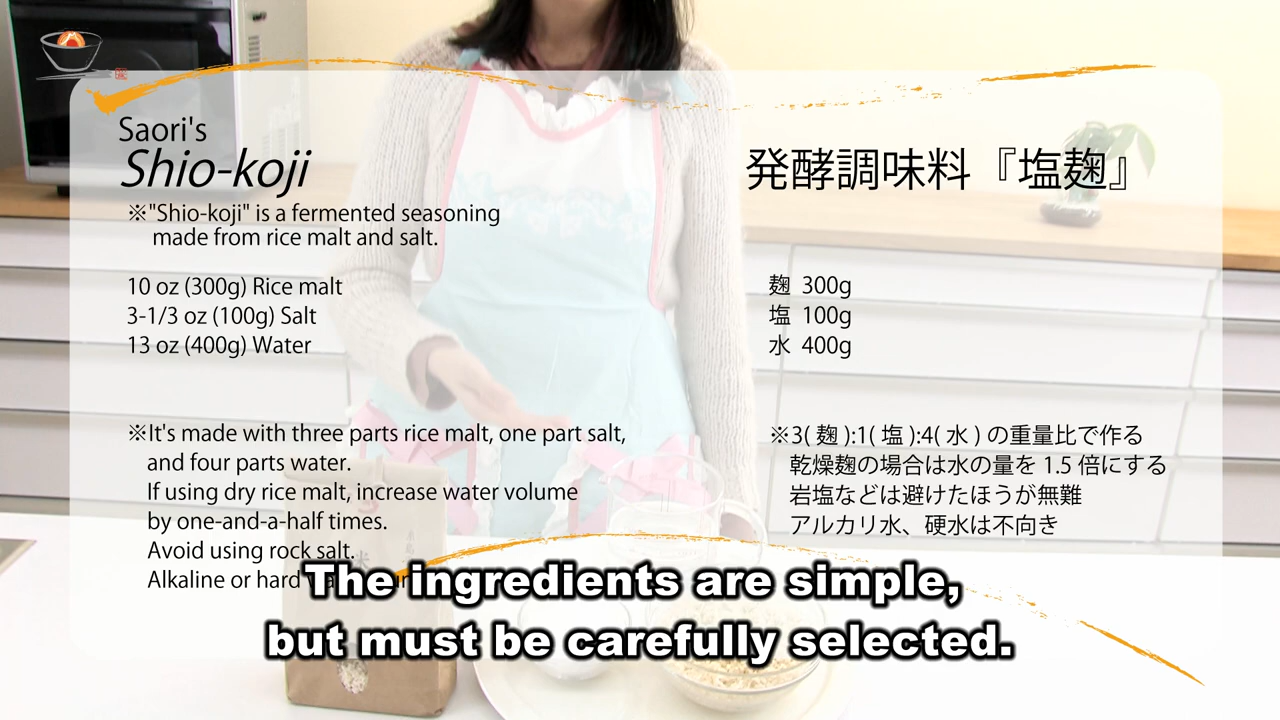 Saori's
Shio-koji
※"Shio-koji" is a fermented seasoning
made from rice malt and salt.
10 oz (300g) Rice malt
3-1/3 oz (100g) Salt
13 oz (400g) Water
※It's made with three parts rice malt, one part salt,
and four parts water.
If using dry rice malt, increase water volume
by one-and-a-half times.
Avoid using rock salt.
Alkaline or hard
発酵調味料『塩麹』
麹 300g
塩 100g
水 400g
※3(麹):1(塩):4(水)の重量比で作る
乾燥麹の場合は水の量を 1.5 倍にする
岩塩などは避けたほうが無難
アルカリ水、硬水は不向き
The ingredients are simple,
but must be carefully selected.